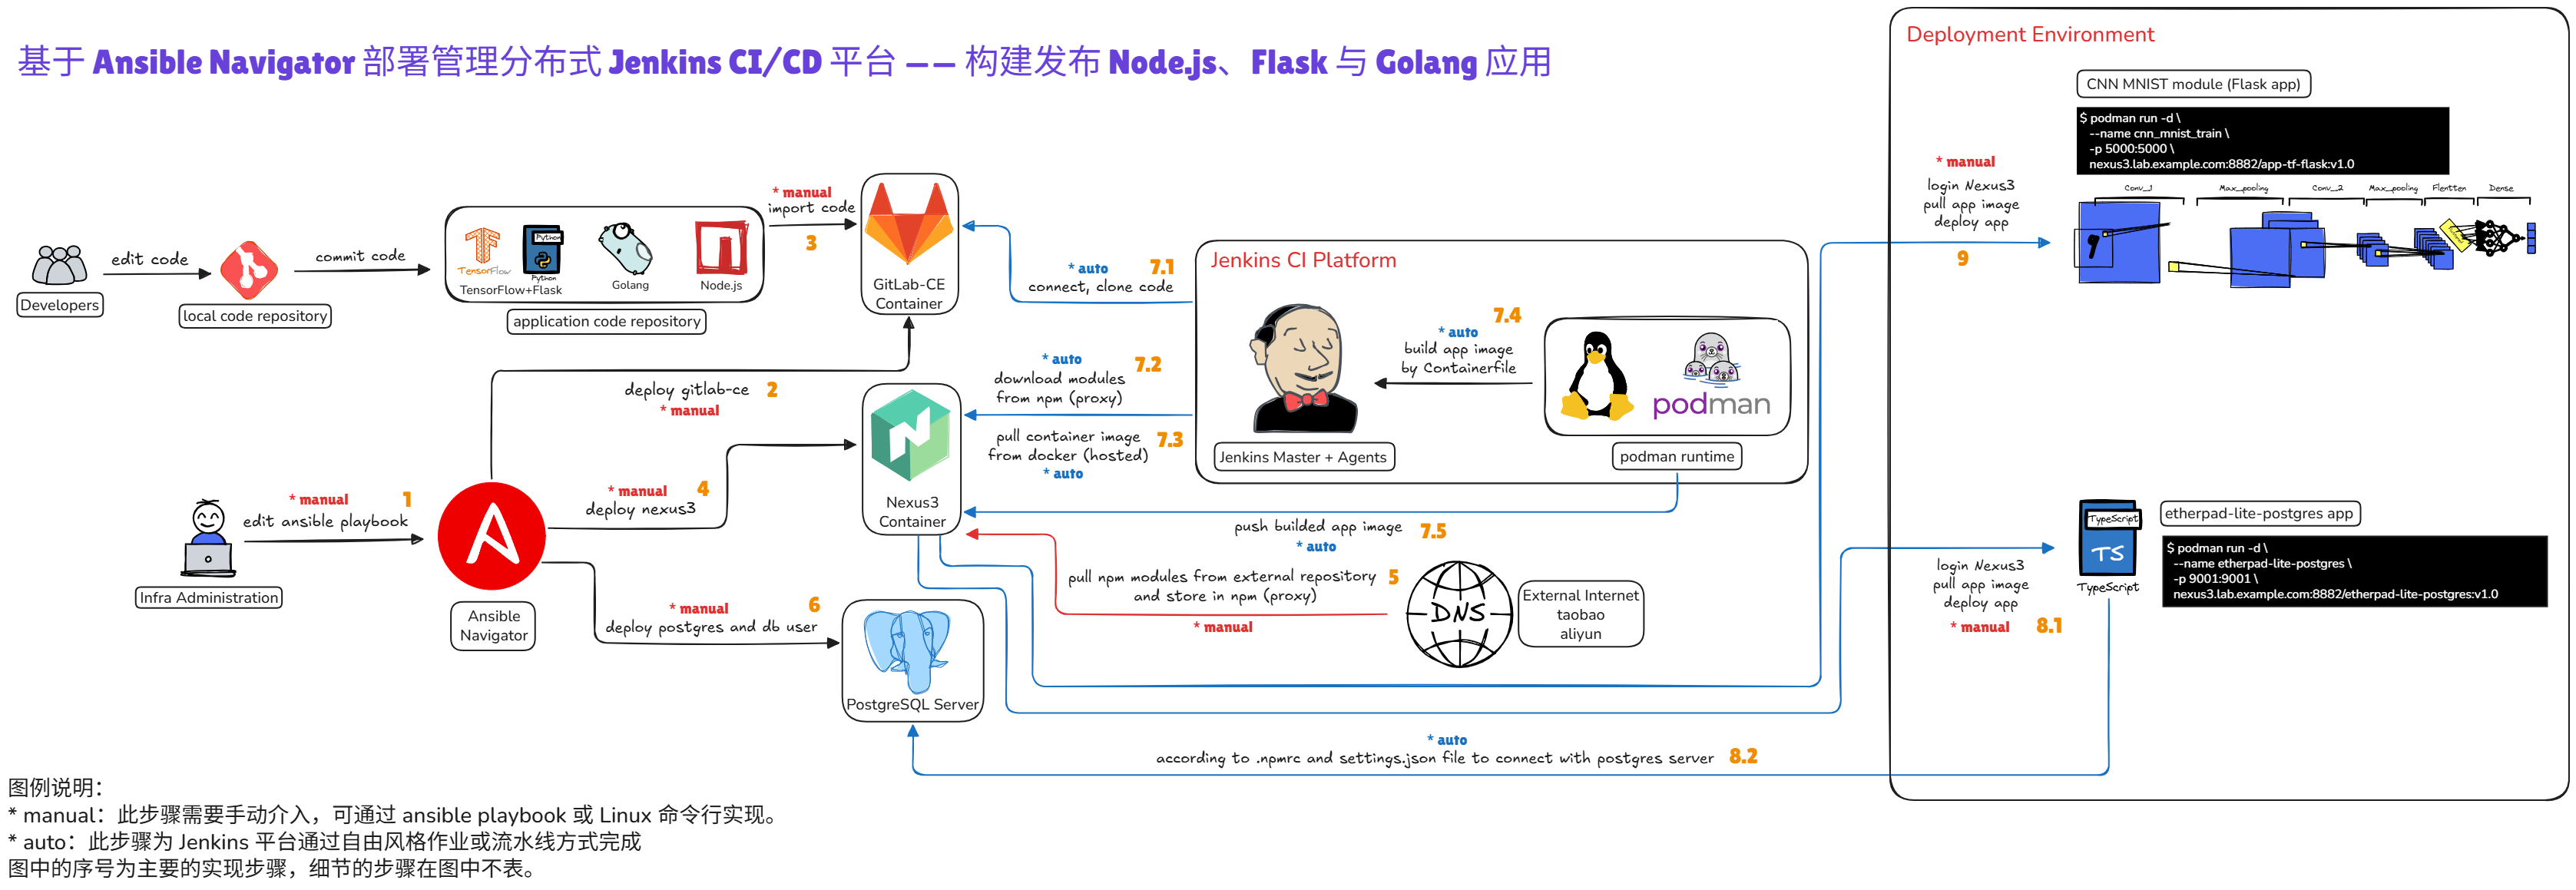 基于 Ansible Navigator 部署管理分布式 Jenkins CI/CD 平台 —— 构建发布 Node.js、Flask 与 Golang 应用
Developers
edit code
local code repository
commit code
TensorFlow
Python
Python
TensorFlow+Flask
Golang
Node.js
application code repository
* manual
import code
3
GitLab-CE
Container
deploy gitlab-ce
2
* manual
Infra Administration
* manual
1
edit ansible playbook
Ansible
Navigator
* manual
4
deploy nexus3
Nexus3
Container
* manual
6
deploy postgres and db user
PostgreSQL Server
* auto
7.1
connect, clone code
* auto
7.2
download modules
from npm (proxy)
pull container image
7.3
from docker (hosted)
* auto
Jenkins CI Platform
Jenkins Master + Agents
7.4
* auto
build app image
by Containerfile
podman
podman runtime
push builded app image
7.5
* auto
pull npm modules from external repository
5
and store in npm (proxy)
* manual
DNS
External Internet
taobao
aliyun
* auto
according to .npmrc and settings.json file to connect with postgres server
8.2
Deployment Environment
CNN MNIST module (Flask app)
$ podman run -d \
--name cnn_mnist_train \
-p 5000:5000 \
nexus3.lab.example.com:8882/app-tf-flask:v1.0
* manual
login Nexus3
pull app image
deploy app
9
Conv_1
Max_pooling
Conv_2
Max_pooling
Flentten
Dense
TypeScript
TS
TypeScript
etherpad-lite-postgres app
$ podman run -d \
--name etherpad-lite-postgres \
-p 9001:9001 \
nexus3.lab.example.com:8882/etherpad-lite-postgres:v1.0
login Nexus3
pull app image
deploy app
* manual
8.1
图例说明：
* manual：此步骤需要手动介入，可通过 ansible playbook 或 Linux 命令行实现。
* auto：此步骤为 Jenkins 平台通过自由风格作业或流水线方式完成
图中的序号为主要的实现步骤，细节的步骤在图中不表。